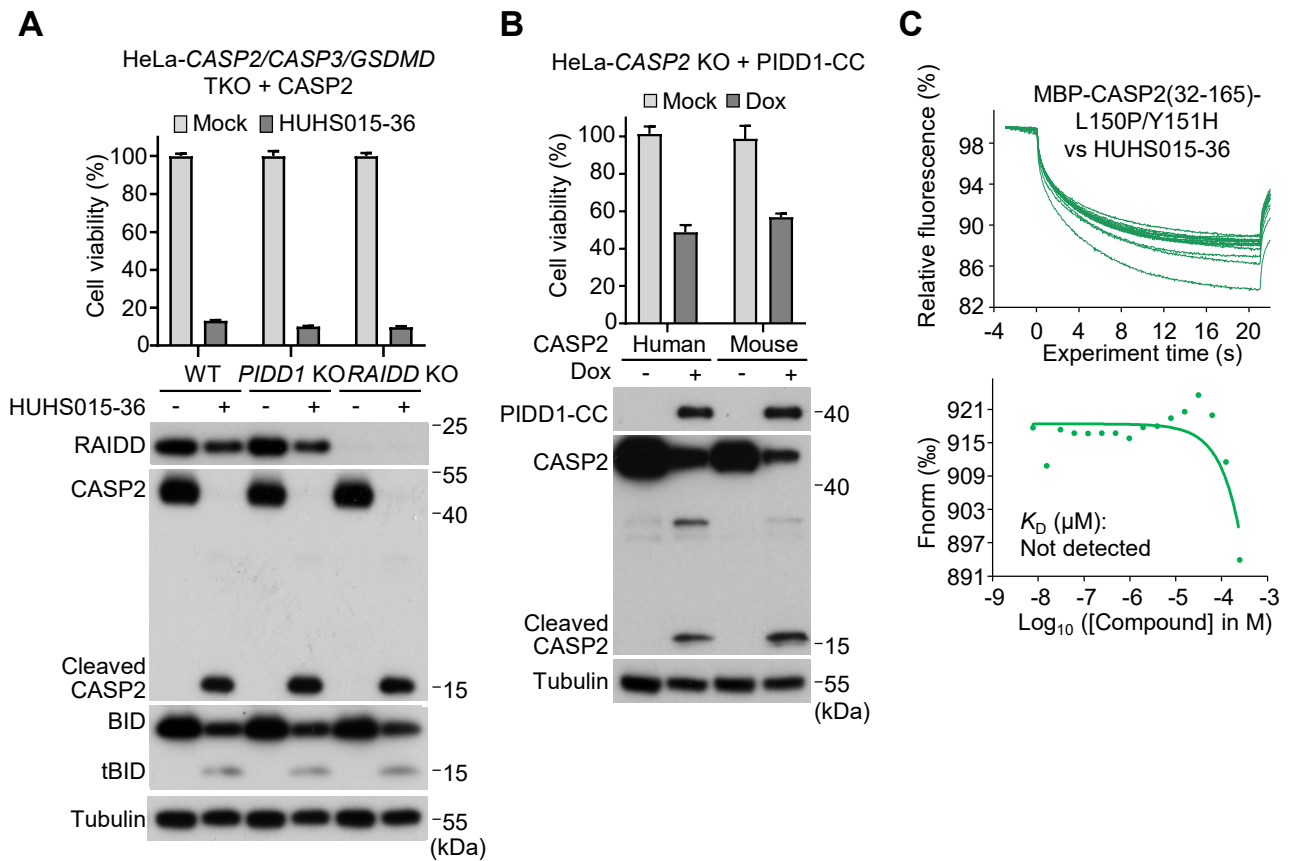 A
HeLa-CASP2/CASP3/GSDMD
TKO + CASP2
Mock HUHS015-36
Cell viability (%)
100
80
60
40
20
0
WT PIDD1 KO RAIDD KO
HUHS015-36 - + - + - +
RAIDD
25
CASP2
55
40
Cleaved
CASP2
15
BID
tBID
15
Tubulin
55
(kDa)
B
HeLa-CASP2 KO + PIDD1-CC
Mock Dox
Cell viability (%)
100
80
60
40
20
0
CASP2 Human Mouse
Dox - + - +
PIDD1-CC
40
CASP2
40
Cleaved
CASP2
15
Tubulin
55
(kDa)
C
MBP-CASP2(32-165)-
L150P/Y151H
vs HUHS015-36
Relative fluorescence (%)
98
94
90
86
82
-4 0 4 8 12 16 20
Experiment time (s)
Fnorm (‰)
921
915
909
903
897
891
KD (μM):
Not detected
-9 -8 -7 -6 -5 -4 -3
Log10 ([Compound] in M)